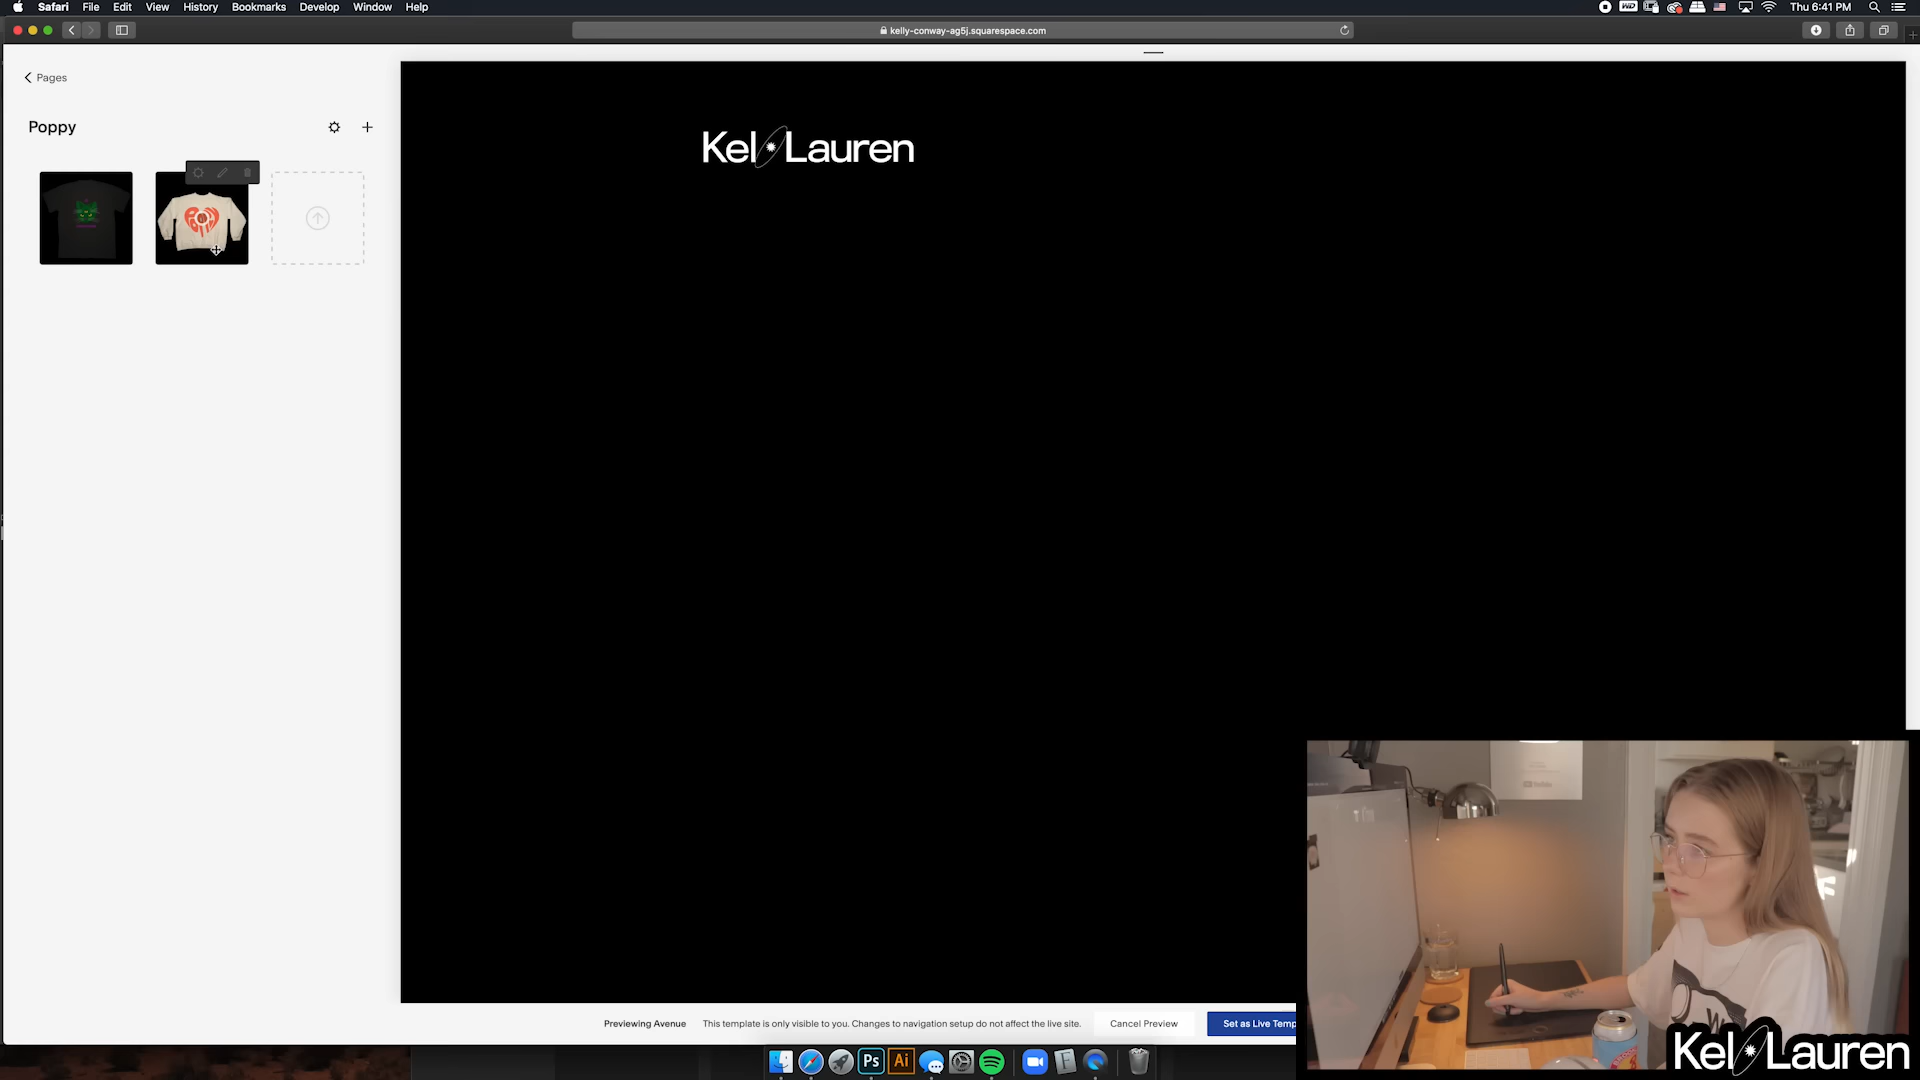 Safari File Edit View History Bookmarks Develop Window Help Thu 6:41 PM
kelly-conway-ag5j.squarespace.com
Pages
Poppy
Kel Lauren
Previewing Avenue This template is only visible to you. Changes to navigation setup do not affect the live site. Cancel Preview Set as Live Temp
Ps Ai
Kel Lauren